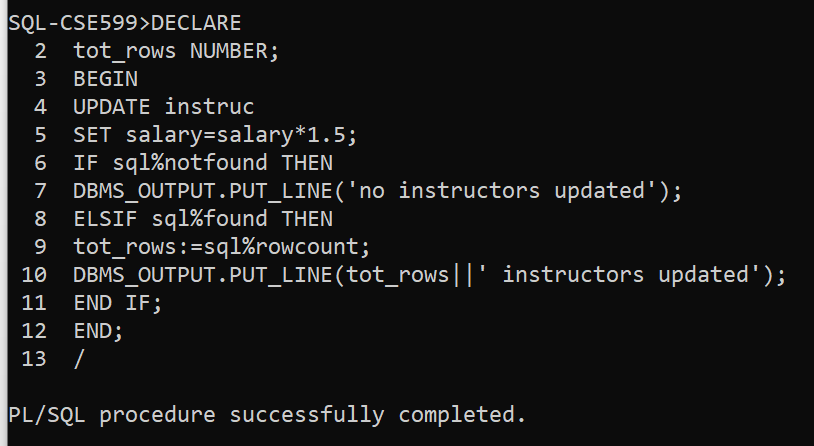 SQL-CSE599>DECLARE
  2  tot_rows NUMBER;
  3  BEGIN
  4  UPDATE instruc
  5  SET salary=salary*1.5;
  6  IF sql%notfound THEN
  7  DBMS_OUTPUT.PUT_LINE('no instructors updated');
  8  ELSIF sql%found THEN
  9  tot_rows:=sql%rowcount;
 10  DBMS_OUTPUT.PUT_LINE(tot_rows||' instructors updated');
 11  END IF;
 12  END;
 13  /
PL/SQL procedure successfully completed.